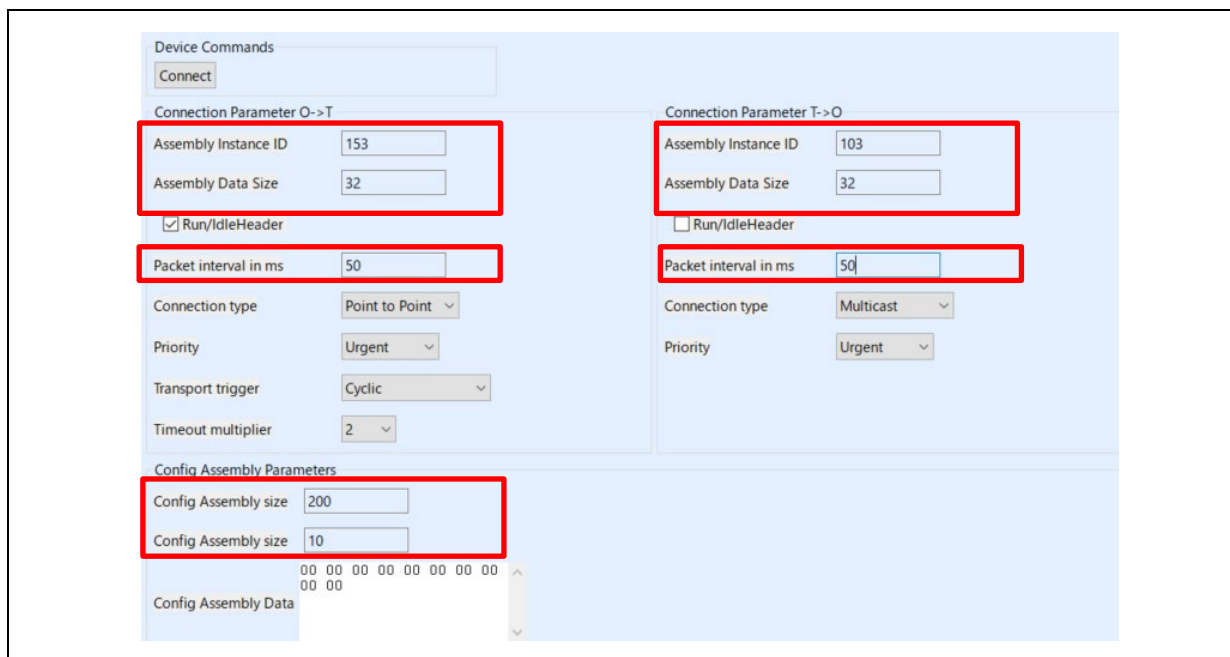 Device Commands
Connect
Connection Parameter O->T
Assembly Instance ID 153
Assembly Data Size 32
Run/IdleHeader
Packet interval in ms 50
Connection type Point to Point
Priority Urgent
Transport trigger Cyclic
Timeout multiplier 2
Connection Parameter T->O
Assembly Instance ID 103
Assembly Data Size 32
Run/IdleHeader
Packet interval in ms 50
Connection type Multicast
Priority Urgent
Config Assembly Parameters
Config Assembly size 200
Config Assembly size 10
Config Assembly Data
00 00 00 00 00 00 00 00
00 00